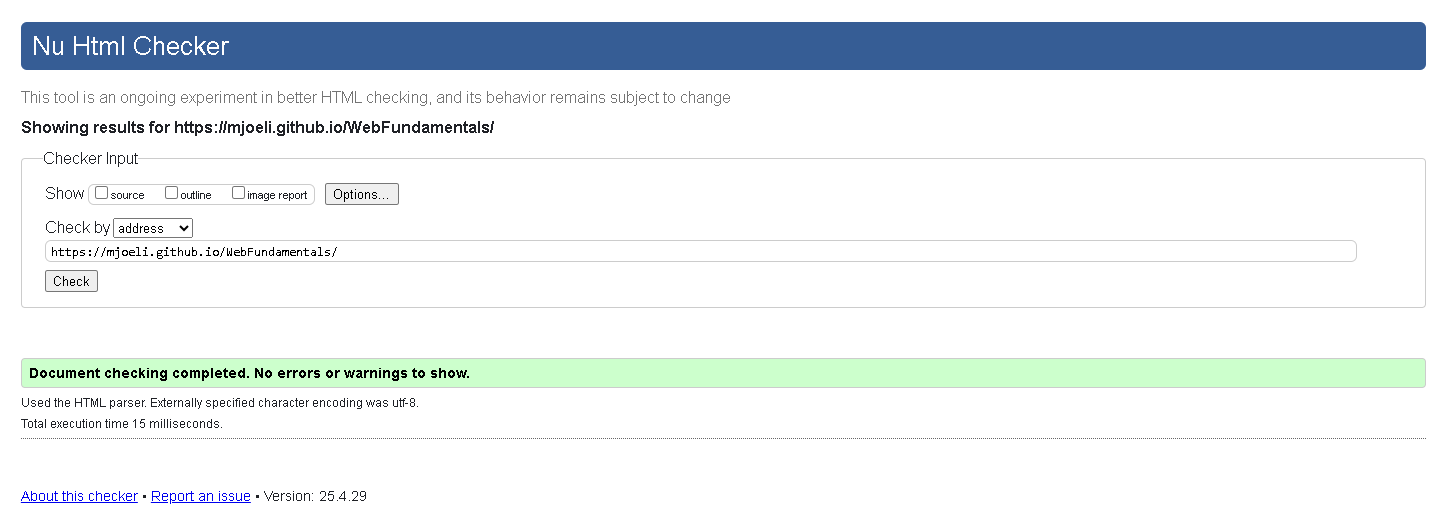 Nu Html Checker
This tool is an ongoing experiment in better HTML checking, and its behavior remains subject to change
Showing results for https://mjoeli.github.io/WebFundamentals/
Checker Input
Show source outline image report Options...
Check by address
https://mjoeli.github.io/WebFundamentals/
Check
Document checking completed. No errors or warnings to show.
Used the HTML parser. Externally specified character encoding was utf-8.
Total execution time 15 milliseconds.
About this checker • Report an issue • Version: 25.4.29